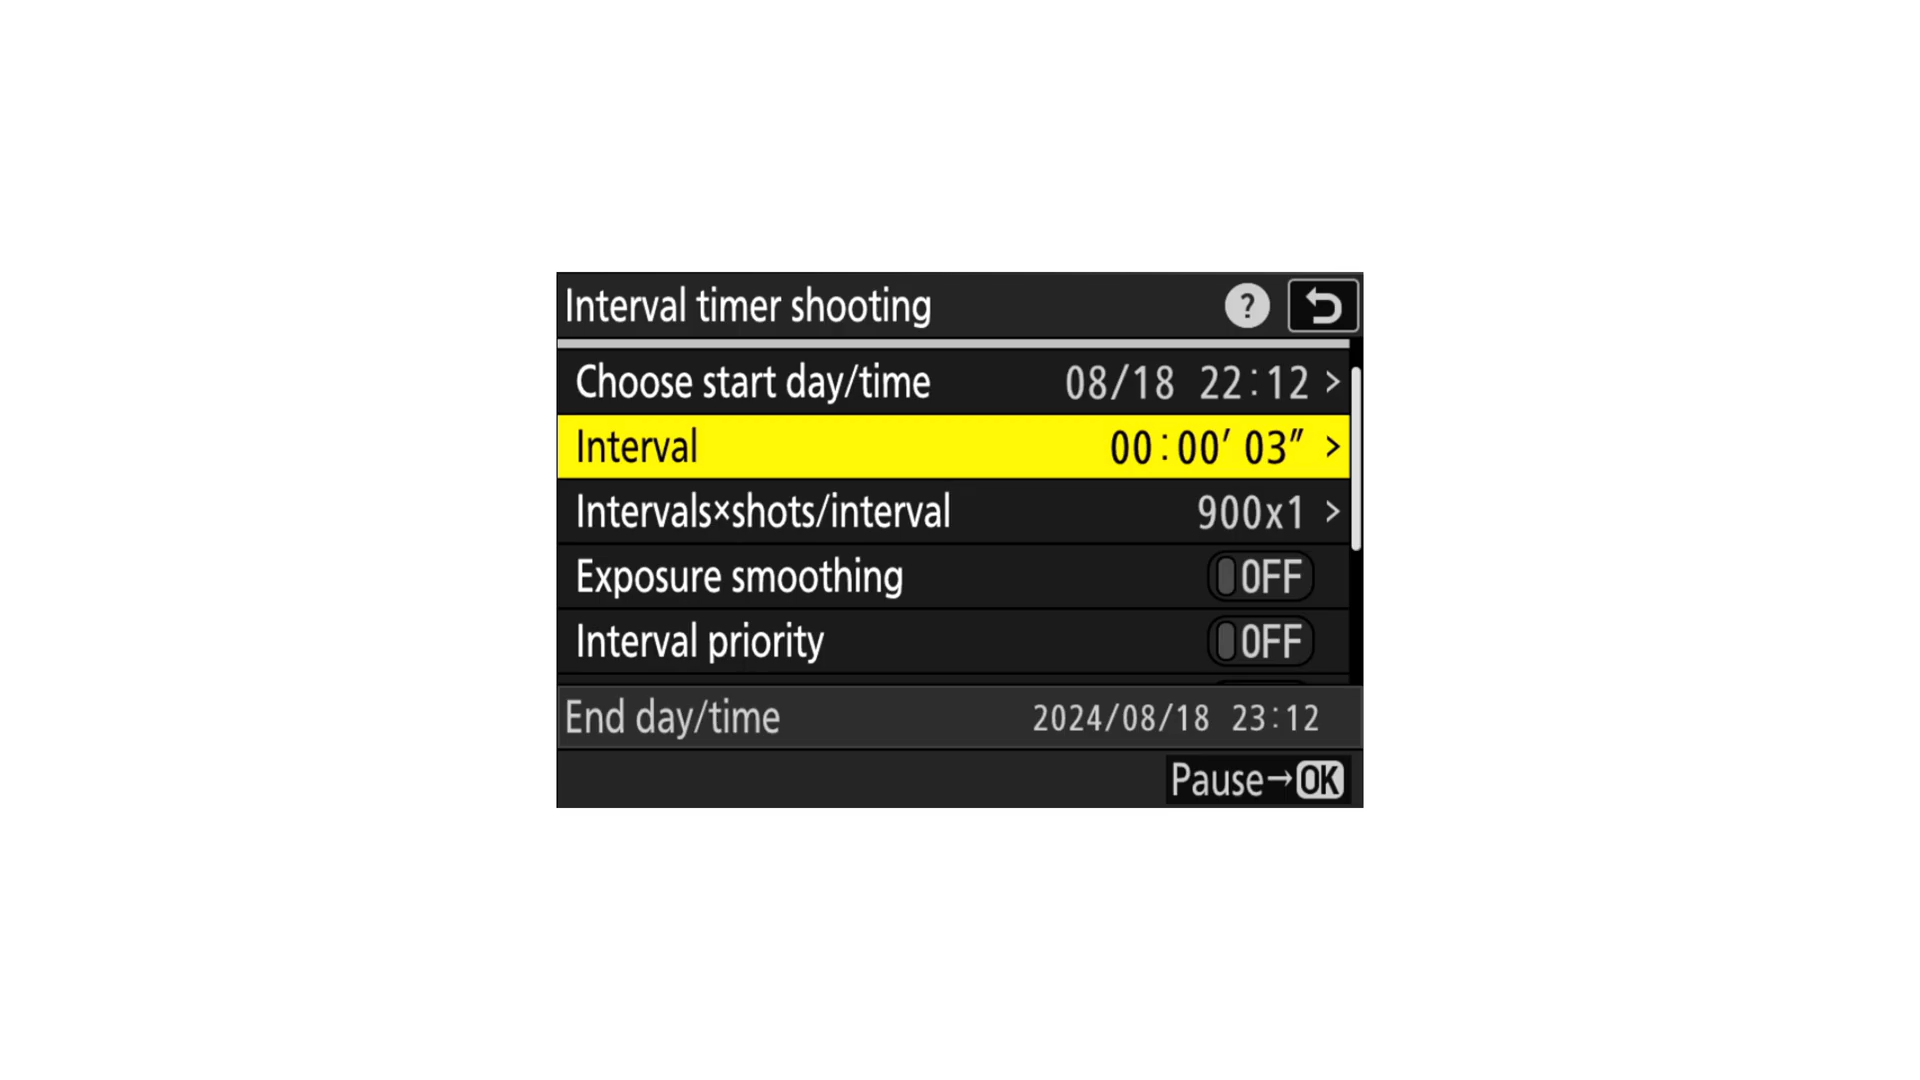 Interval timer shooting ?
Choose start day/time 08/18 22:12 >
Interval 00:00′ 03″ >
Intervals×shots/interval 900x1 >
Exposure smoothing OFF
Interval priority OFF
End day/time 2024/08/18 23:12
Pause→OK